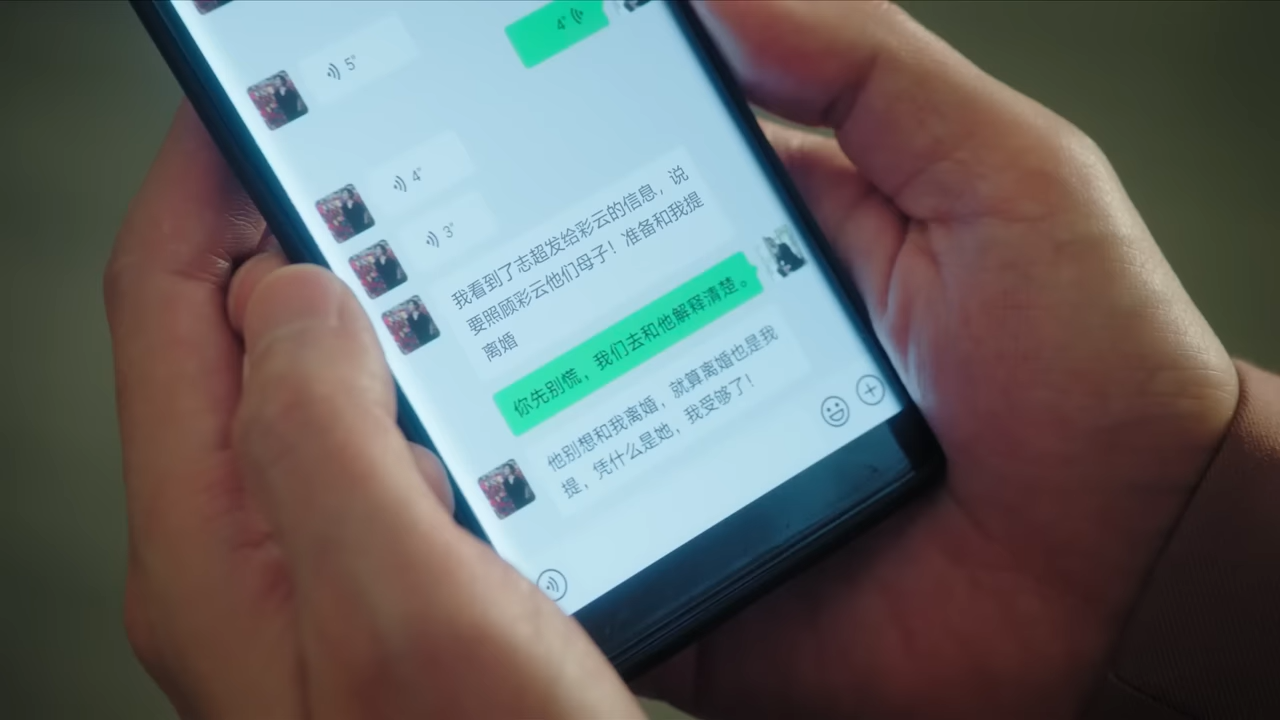 4"
5"
4"
3"
我看到了志超发给彩云的信息，说
要照顾彩云他们母子！准备和我提
离婚
你先别慌，我们去和他解释清楚。
他别想和我离婚，就算离婚也是我
提，凭什么是她，我受够了！